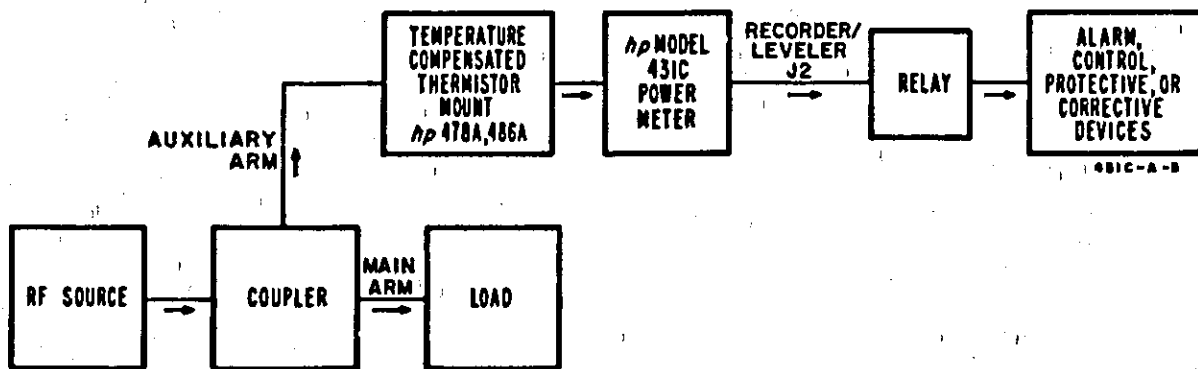 TEMPERATURE
COMPENSATED
THERMISTOR
MOUNT
hp 478A,486A
hp MODEL
431C
POWER
METER
RECORDER/
LEVELER
J2
RELAY
ALARM,
CONTROL,
PROTECTIVE, OR
CORRECTIVE
DEVICES
431C-A-B
AUXILIARY
ARM
RF SOURCE
COUPLER
MAIN
ARM
LOAD